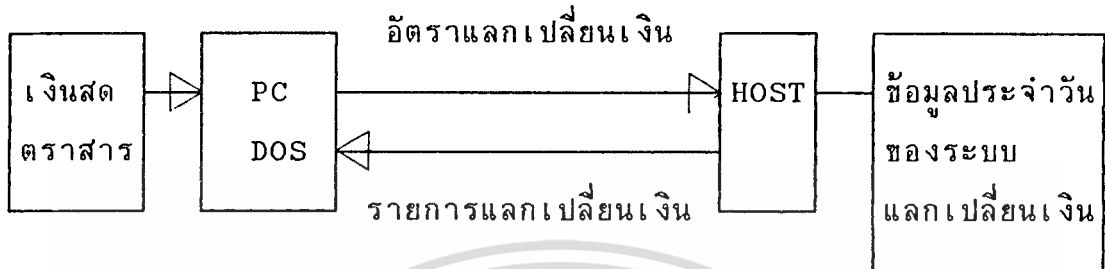 อัตราแลกเปลี่ยนเงิน
เงินสด
ตราสาร
PC
DOS
HOST
ข้อมูลประจำวัน
ของระบบ
แลกเปลี่ยนเงิน
รายการแลกเปลี่ยนเงิน